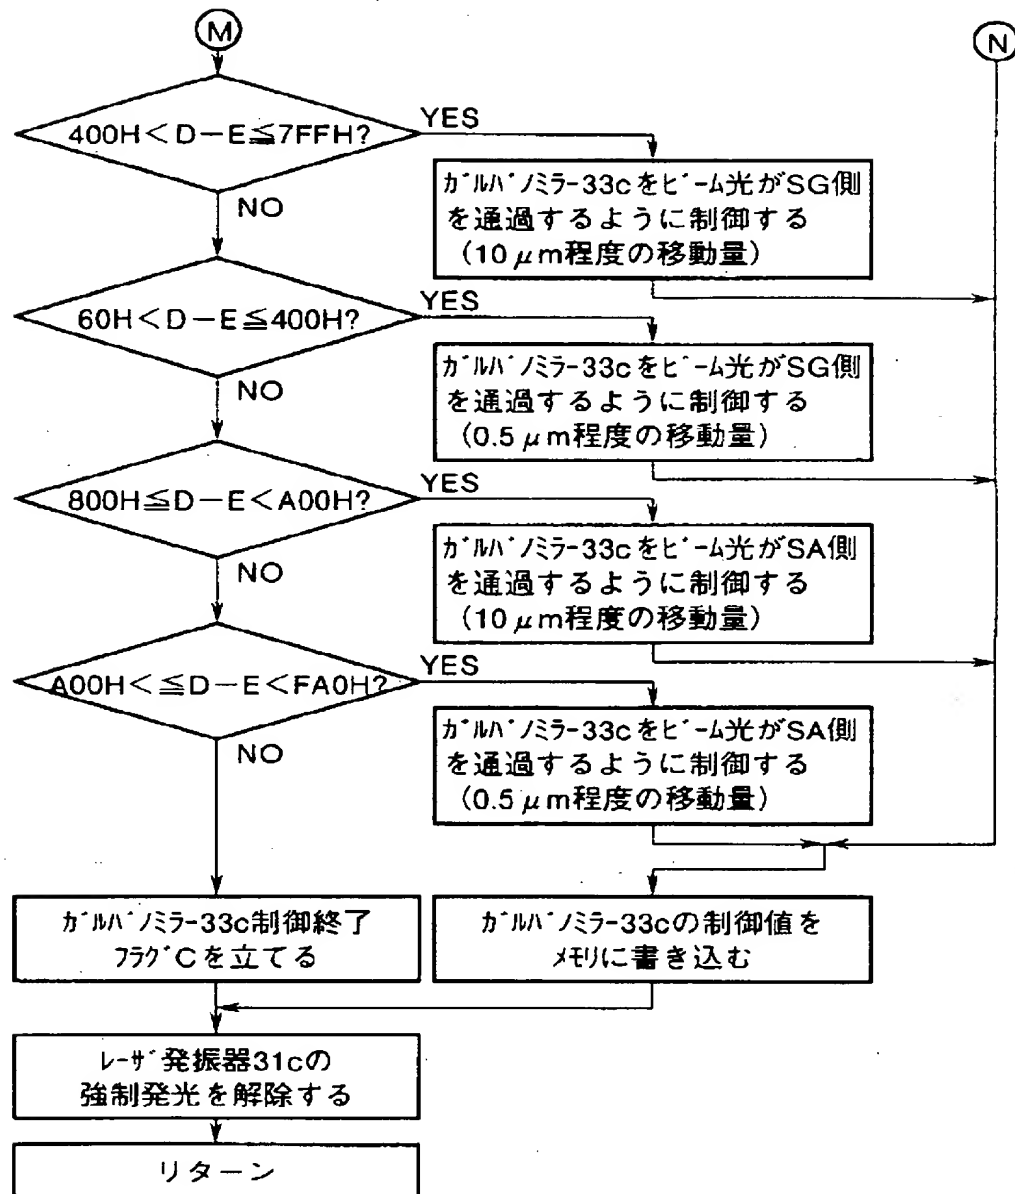 M
N
400H<D−E≦7FFH?
YES
NO
ガルバノミラー33cをビーム光がSG側
を通過するように制御する
(10μm程度の移動量)
60H<D−E≦400H?
YES
NO
ガルバノミラー33cをビーム光がSG側
を通過するように制御する
(0.5μm程度の移動量)
800H≦D−E<A00H?
YES
NO
ガルバノミラー33cをビーム光がSA側
を通過するように制御する
(10μm程度の移動量)
A00H<≦D−E<FA0H?
YES
NO
ガルバノミラー33cをビーム光がSA側
を通過するように制御する
(0.5μm程度の移動量)
ガルバノミラー33c制御終了
フラグCを立てる
ガルバノミラー33cの制御値を
メモリに書き込む
レーザ発振器31cの
強制発光を解除する
リターン